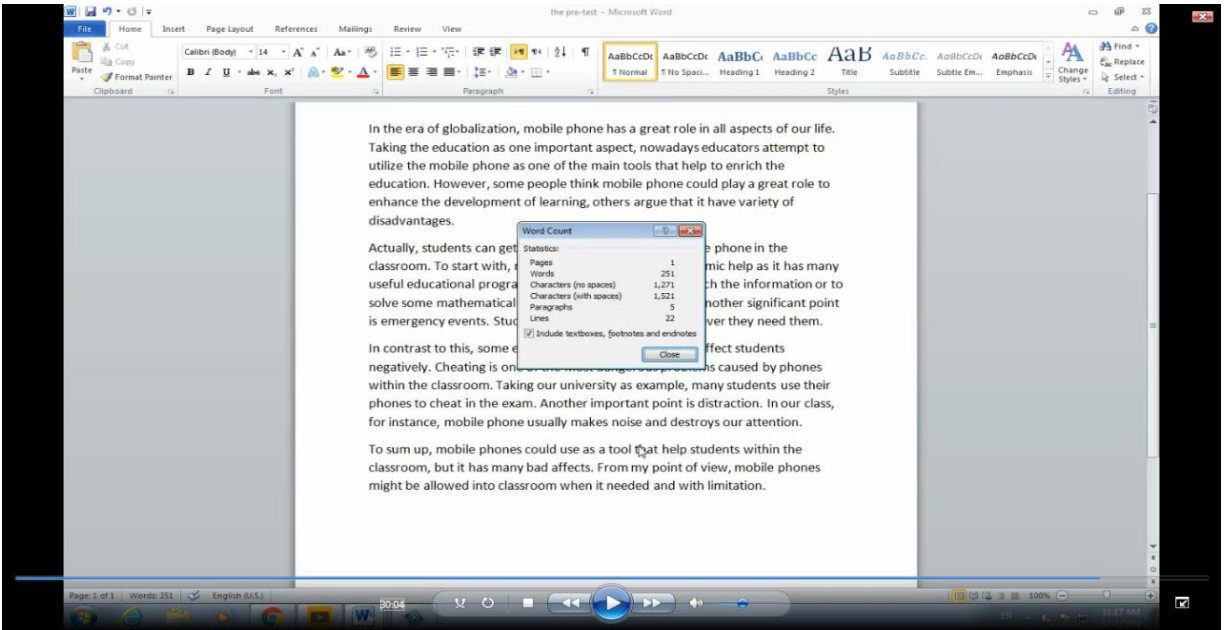 the pre-test - Microsoft Word
File Home Insert Page Layout References Mailings Review View
Cut
Copy
Format Painter
Paste
Calibri (Body) 14
Find
Replace
Select
AaBbCcDc AaBbCcDc AaBbC AaBbCc AaB AaBbCc. AaBbCcDi AaBbCcDi
¶ Normal ¶ No Spaci... Heading 1 Heading 2 Title Subtitle Subtle Em... Emphasis
Change Styles
Clipboard Font Paragraph Styles Editing
In the era of globalization, mobile phone has a great role in all aspects of our life.
Taking the education as one important aspect, nowadays educators attempt to
utilize the mobile phone as one of the main tools that help to enrich the
education. However, some people think mobile phone could play a great role to
enhance the development of learning, others argue that it have variety of
disadvantages.
Actually, students can get phone in the
classroom. To start with, mic help as it has many
useful educational progra ch the information or to
solve some mathematical nother significant point
is emergency events. Stud ver they need them.
In contrast to this, some e ffect students
negatively. Cheating is one of the most dangerous problems caused by phones
within the classroom. Taking our university as example, many students use their
phones to cheat in the exam. Another important point is distraction. In our class,
for instance, mobile phone usually makes noise and destroys our attention.
To sum up, mobile phones could use as a tool that help students within the
classroom, but it has many bad affects. From my point of view, mobile phones
might be allowed into classroom when it needed and with limitation.
Word Count
Statistics:
Pages 1
Words 251
Characters (no spaces) 1,271
Characters (with spaces) 1,521
Paragraphs 5
Lines 22
Include textboxes, footnotes and endnotes
Close
Page: 1 of 1 Words: 251 English (U.S.) 100%
30:04
EN 11:17 AM